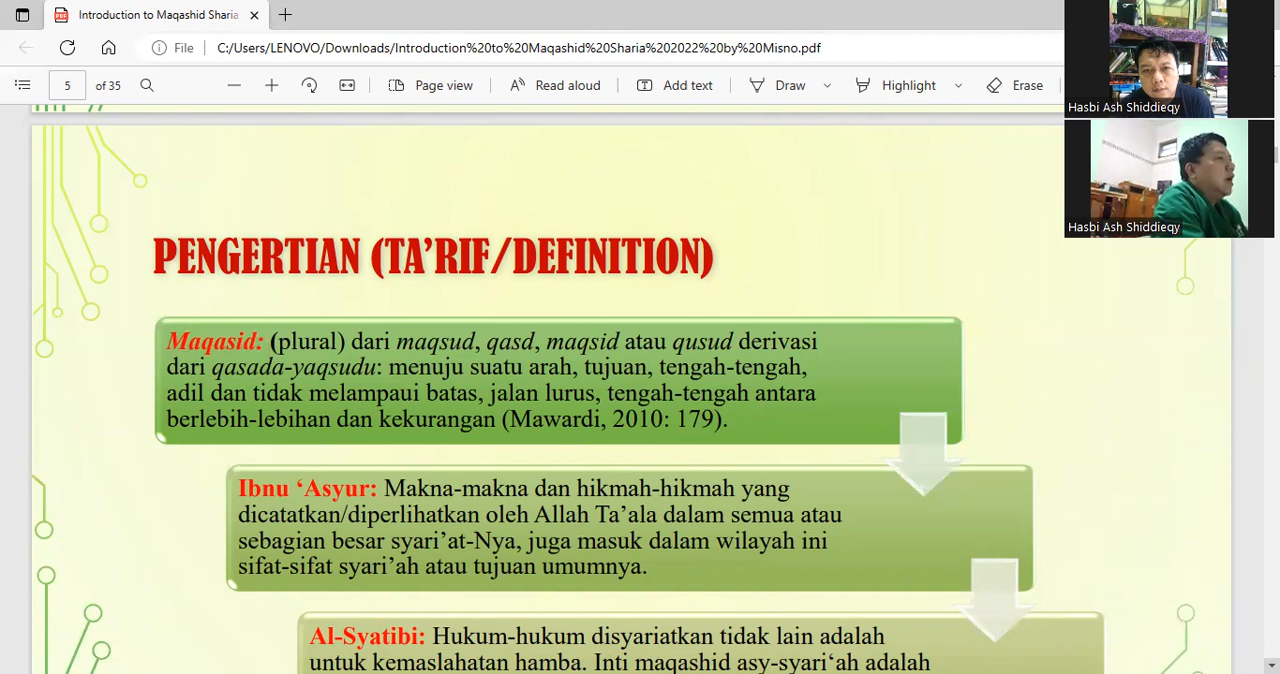 Introduction to Maqashid Sharia
File
C:/Users/LENOVO/Downloads/Introduction%20to%20Maqashid%20Sharia%202022%20by%20Misno.pdf
5 of 35
Page view
Read aloud
Add text
Draw
Highlight
Erase
Hasbi Ash Shiddieqy
Hasbi Ash Shiddieqy
PENGERTIAN (TA’RIF/DEFINITION)
Maqasid: (plural) dari maqsud, qasd, maqsid atau qusud derivasi
dari qasada-yaqsudu: menuju suatu arah, tujuan, tengah-tengah,
adil dan tidak melampaui batas, jalan lurus, tengah-tengah antara
berlebih-lebihan dan kekurangan (Mawardi, 2010: 179).
Ibnu ‘Asyur: Makna-makna dan hikmah-hikmah yang
dicatatkan/diperlihatkan oleh Allah Ta’ala dalam semua atau
sebagian besar syari’at-Nya, juga masuk dalam wilayah ini
sifat-sifat syari’ah atau tujuan umumnya.
Al-Syatibi: Hukum-hukum disyariatkan tidak lain adalah
untuk kemaslahatan hamba. Inti maqashid asy-syari‘ah adalah